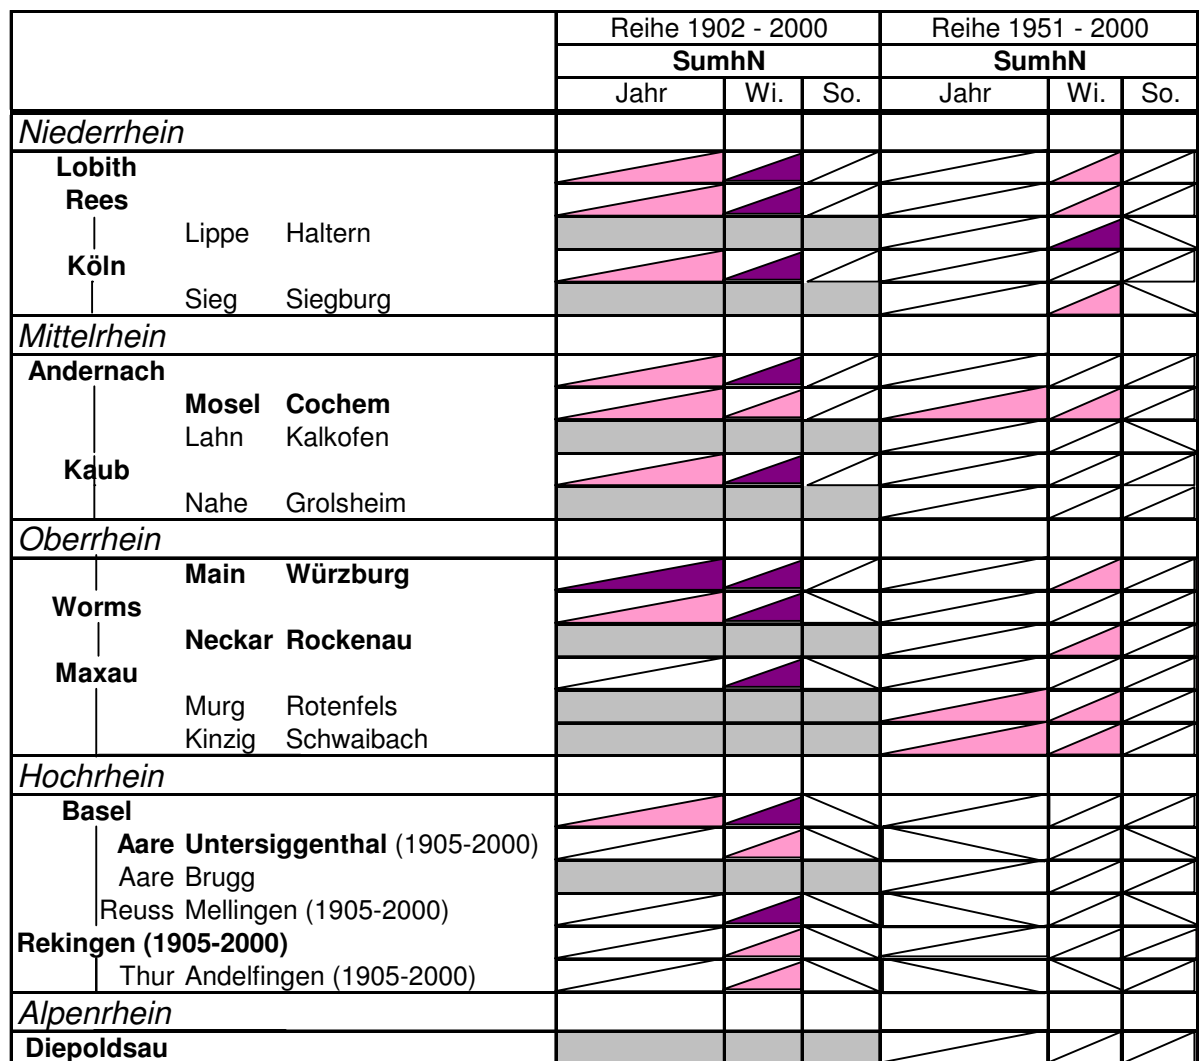 Reihe 1902 - 2000 Reihe 1951 - 2000
SumhN SumhN
Jahr Wi. So. Jahr Wi. So.
Niederrhein
Lobith
Rees
Lippe Haltern
Köln
Sieg Siegburg
Mittelrhein
Andernach
Mosel Cochem
Lahn Kalkofen
Kaub
Nahe Grolsheim
Oberrhein
Main Würzburg
Worms
Neckar Rockenau
Maxau
Murg Rotenfels
Kinzig Schwaibach
Hochrhein
Basel
Aare Untersiggenthal (1905-2000)
Aare Brugg
Reuss Mellingen (1905-2000)
Rekingen (1905-2000)
Thur Andelfingen (1905-2000)
Alpenrhein
Diepoldsau